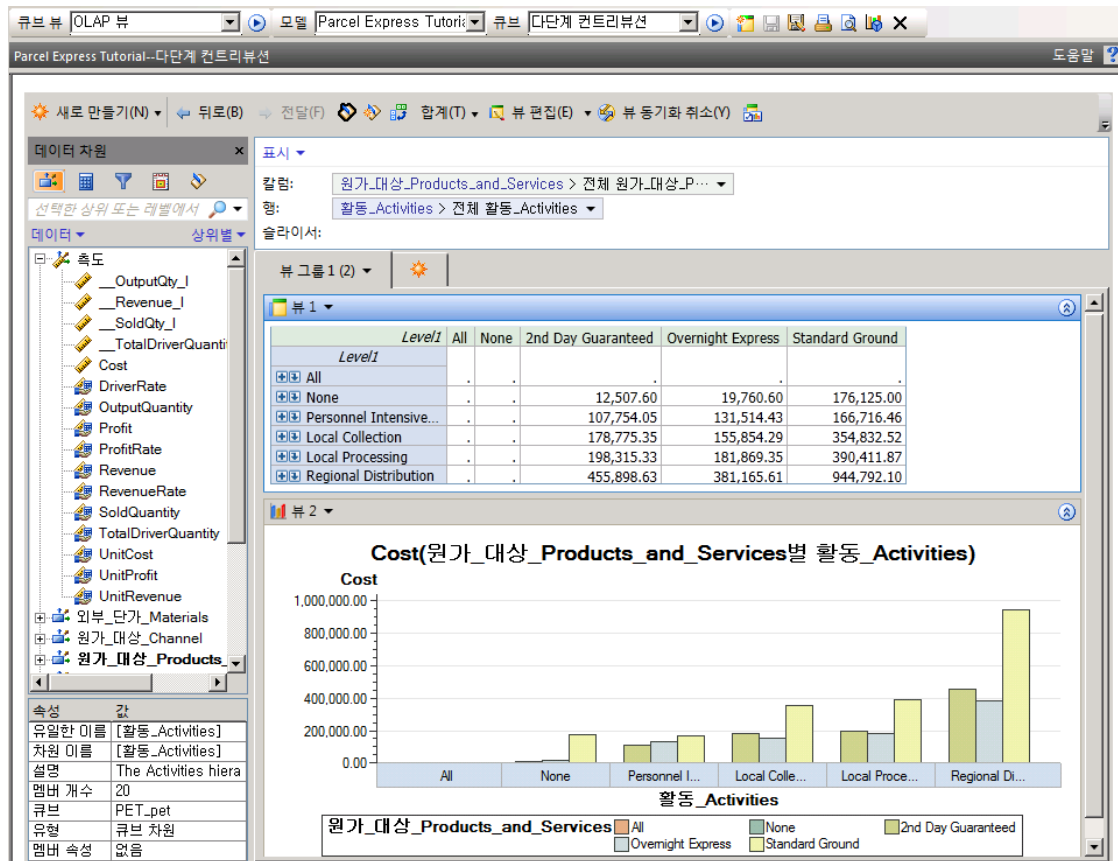 큐브 뷰 OLAP 뷰 모델 Parcel Express Tutoria 큐브 다단계 컨트리뷰션
Parcel Express Tutorial--다단계 컨트리뷰션 도움말 ?
새로 만들기(N) 뒤로(B) 전달(F) 합계(T) 뷰 편집(E) 뷰 동기화 취소(Y)
데이터 차원 ×
선택한 상위 또는 레벨에서
데이터 상위별
측도
__OutputQty_I
__Revenue_I
__SoldQty_I
__TotalDriverQuanti
Cost
DriverRate
OutputQuantity
Profit
ProfitRate
Revenue
RevenueRate
SoldQuantity
TotalDriverQuantity
UnitCost
UnitProfit
UnitRevenue
외부_단가_Materials
원가_대상_Channel
원가_대상_Products_
속성 값
유일한 이름 [활동_Activities]
차원 이름 [활동_Activities]
설명 The Activities hiera
멤버 개수 20
큐브 PET_pet
유형 큐브 차원
멤버 속성 없음
표시
칼럼: 원가_대상_Products_and_Services > 전체 원가_대상_P...
행: 활동_Activities > 전체 활동_Activities
슬라이서:
뷰 그룹 1 (2)
뷰 1
Level1 All None 2nd Day Guaranteed Overnight Express Standard Ground
Level1
All . . . . .
None . . 12,507.60 19,760.60 176,125.00
Personnel Intensive... . . 107,754.05 131,514.43 166,716.46
Local Collection . . 178,775.35 155,854.29 354,832.52
Local Processing . . 198,315.33 181,869.35 390,411.87
Regional Distribution . . 455,898.63 381,165.61 944,792.10
뷰 2
Cost(원가_대상_Products_and_Services별 활동_Activities)
Cost
1,000,000.00
800,000.00
600,000.00
400,000.00
200,000.00
0.00
All None Personnel I... Local Colle... Local Proce... Regional Di...
활동_Activities
원가_대상_Products_and_Services All None 2nd Day Guaranteed
Overnight Express Standard Ground